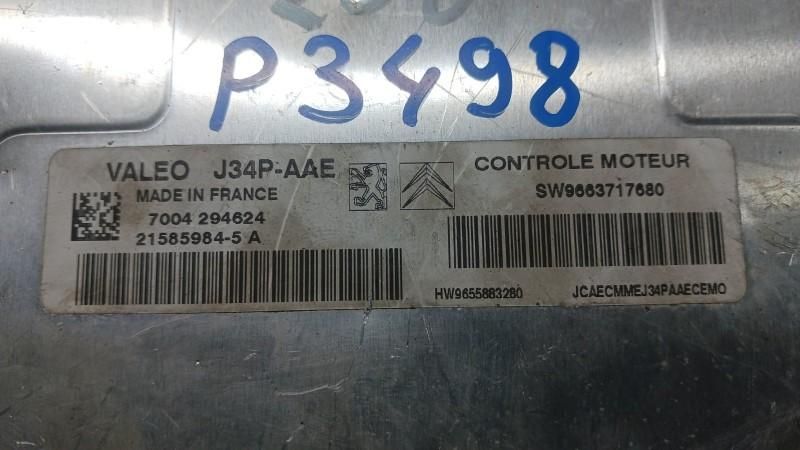 P3498
VALEO J34P-AAE
MADE IN FRANCE
7004 294624
21585984-5 A
CONTROLE MOTEUR
SW9663717680
HW9655883280 JCAECMMEJ34PAAECEMO